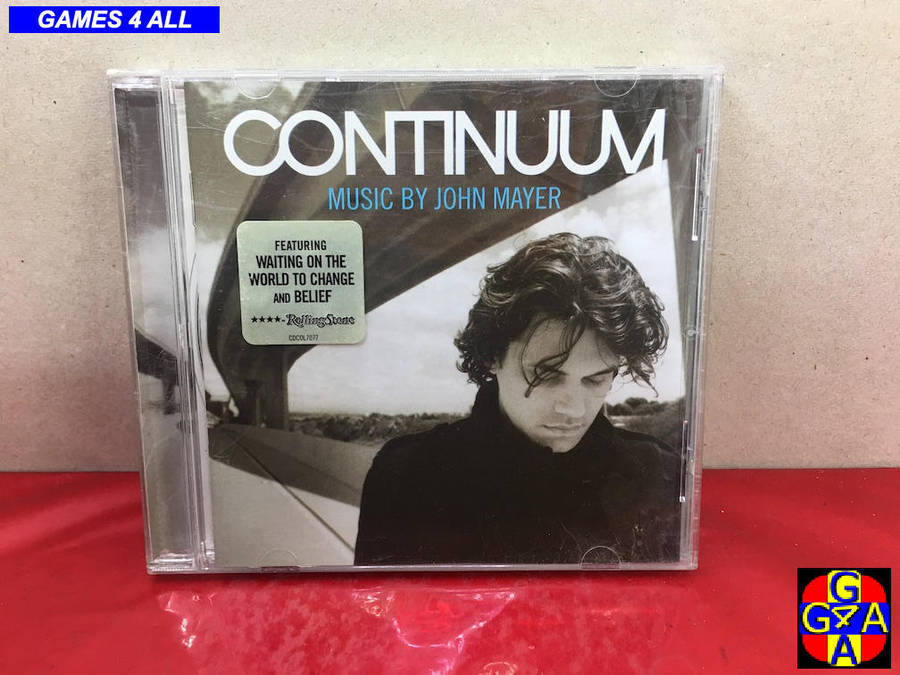 GAMES 4 ALL
CONTINUUM
MUSIC BY JOHN MAYER
FEATURING
WAITING ON THE
WORLD TO CHANGE
AND BELIEF
★★★★-RollingStone
CDCOL7077
G
G4A
A